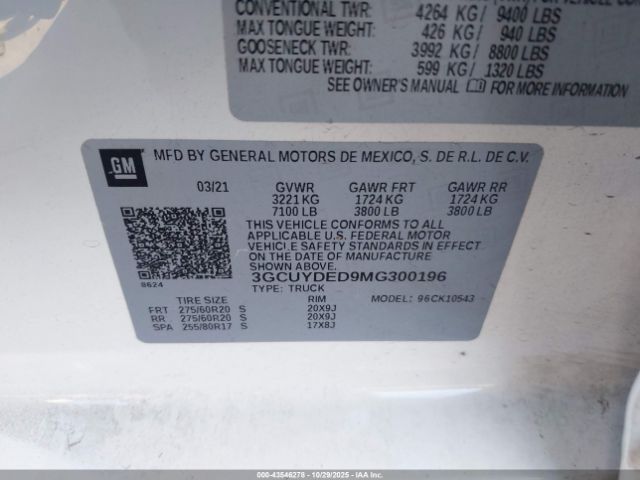 CONVENTIONAL TWR: 4264 KG/ 9400 LBS
MAX TONGUE WEIGHT: 426 KG/ 940 LBS
GOOSENECK TWR: 3992 KG/ 8800 LBS
MAX TONGUE WEIGHT: 599 KG/ 1320 LBS
SEE OWNER'S MANUAL FOR MORE INFORMATION
GM MFD BY GENERAL MOTORS DE MEXICO, S. DE R.L. DE C.V.
03/21 GVWR GAWR FRT GAWR RR
3221 KG 1724 KG 1724 KG
7100 LB 3800 LB 3800 LB
THIS VEHICLE CONFORMS TO ALL
APPLICABLE U.S. FEDERAL MOTOR
VEHICLE SAFETY STANDARDS IN EFFECT
ON THE DATE OF MANUFACTURE
SHOWN ABOVE.
3GCUYDED9MG300196
8624 TYPE: TRUCK
TIRE SIZE RIM MODEL: 96CK10543
FRT 275/60R20 S 20X9J
RR 275/60R20 S 20X9J
SPA 255/80R17 S 17X8J
000-43546278 - 10/29/2025 - IAAI, Inc.